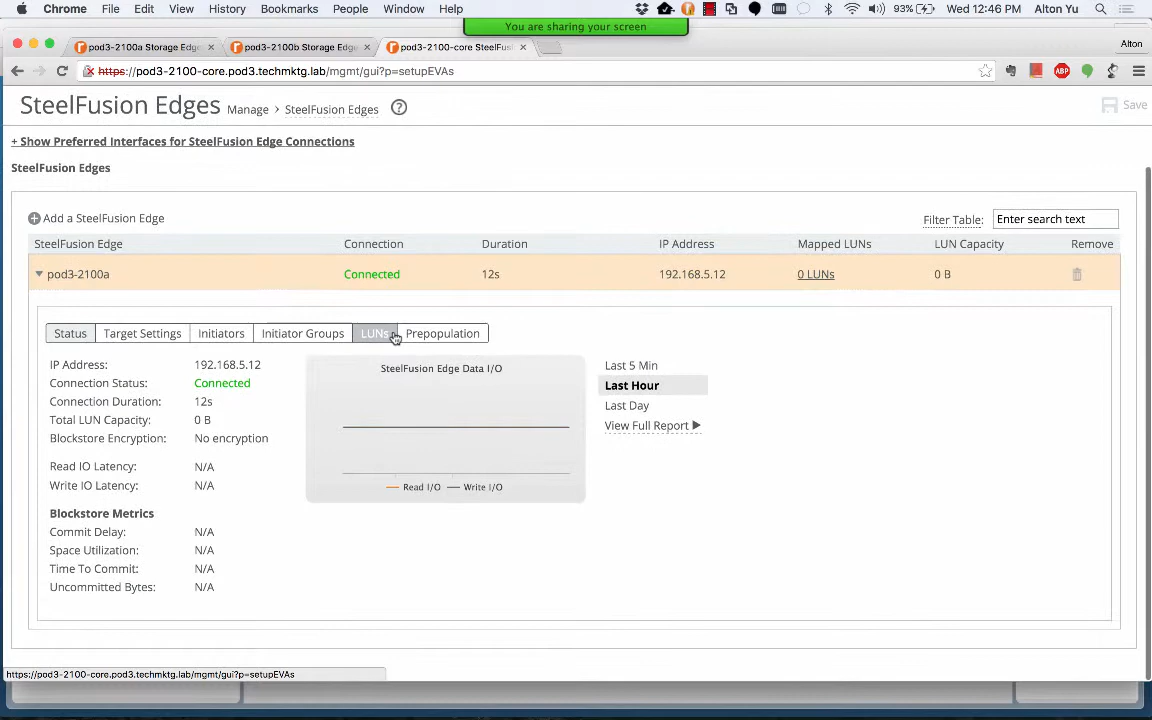 Chrome File Edit View History Bookmarks People Window Help 93% Wed 12:46 PM Alton Yu
You are sharing your screen
pod3-2100a Storage Edge × pod3-2100b Storage Edge × pod3-2100-core SteelFus × Alton
https://pod3-2100-core.pod3.techmktg.lab/mgmt/gui?p=setupEVAs ABP
SteelFusion Edges Manage › SteelFusion Edges ? Save
+ Show Preferred Interfaces for SteelFusion Edge Connections
SteelFusion Edges
Add a SteelFusion Edge Filter Table: Enter search text
SteelFusion Edge Connection Duration IP Address Mapped LUNs LUN Capacity Remove
pod3-2100a Connected 12s 192.168.5.12 0 LUNs 0 B
Status Target Settings Initiators Initiator Groups LUNs Prepopulation
IP Address: 192.168.5.12 SteelFusion Edge Data I/O Last 5 Min
Connection Status: Connected Last Hour
Connection Duration: 12s Last Day
Total LUN Capacity: 0 B View Full Report
Blockstore Encryption: No encryption
Read IO Latency: N/A
Write IO Latency: N/A Read I/O Write I/O
Blockstore Metrics
Commit Delay: N/A
Space Utilization: N/A
Time To Commit: N/A
Uncommitted Bytes: N/A
https://pod3-2100-core.pod3.techmktg.lab/mgmt/gui?p=setupEVAs